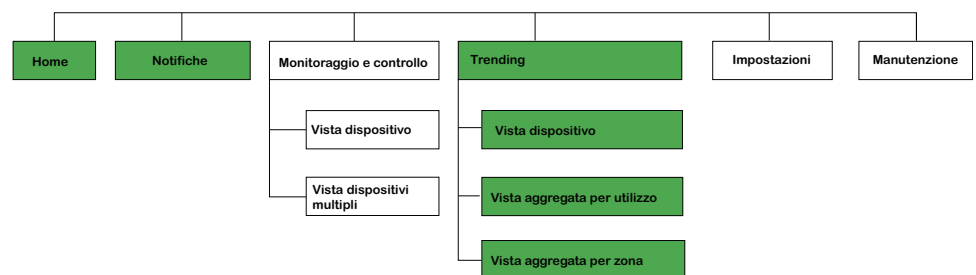 Home
Notifiche
Monitoraggio e controllo
Trending
Impostazioni
Manutenzione
Vista dispositivo
Vista dispositivi
multipli
Vista dispositivo
Vista aggregata per utilizzo
Vista aggregata per zona